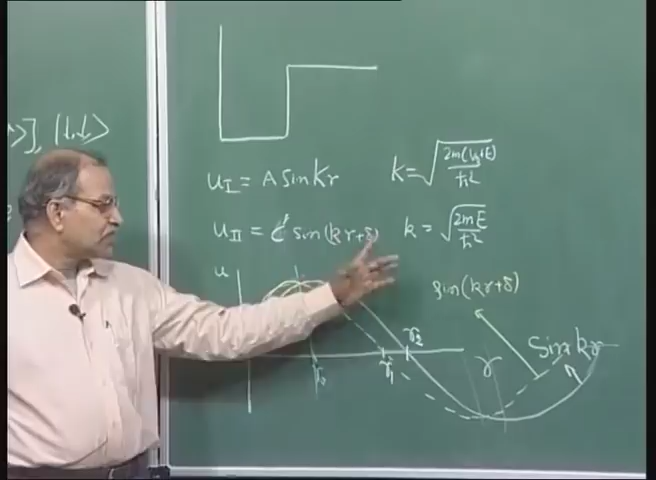 ⟩], |↓↓⟩
u_I = A sin Kr
K = √(2m(V₀+E)/ħ²)
u_II = C' sin(kr+δ)
k = √(2mE/ħ²)
u
sin(kr+δ)
r₂
sin kr
r₀
r₁
r